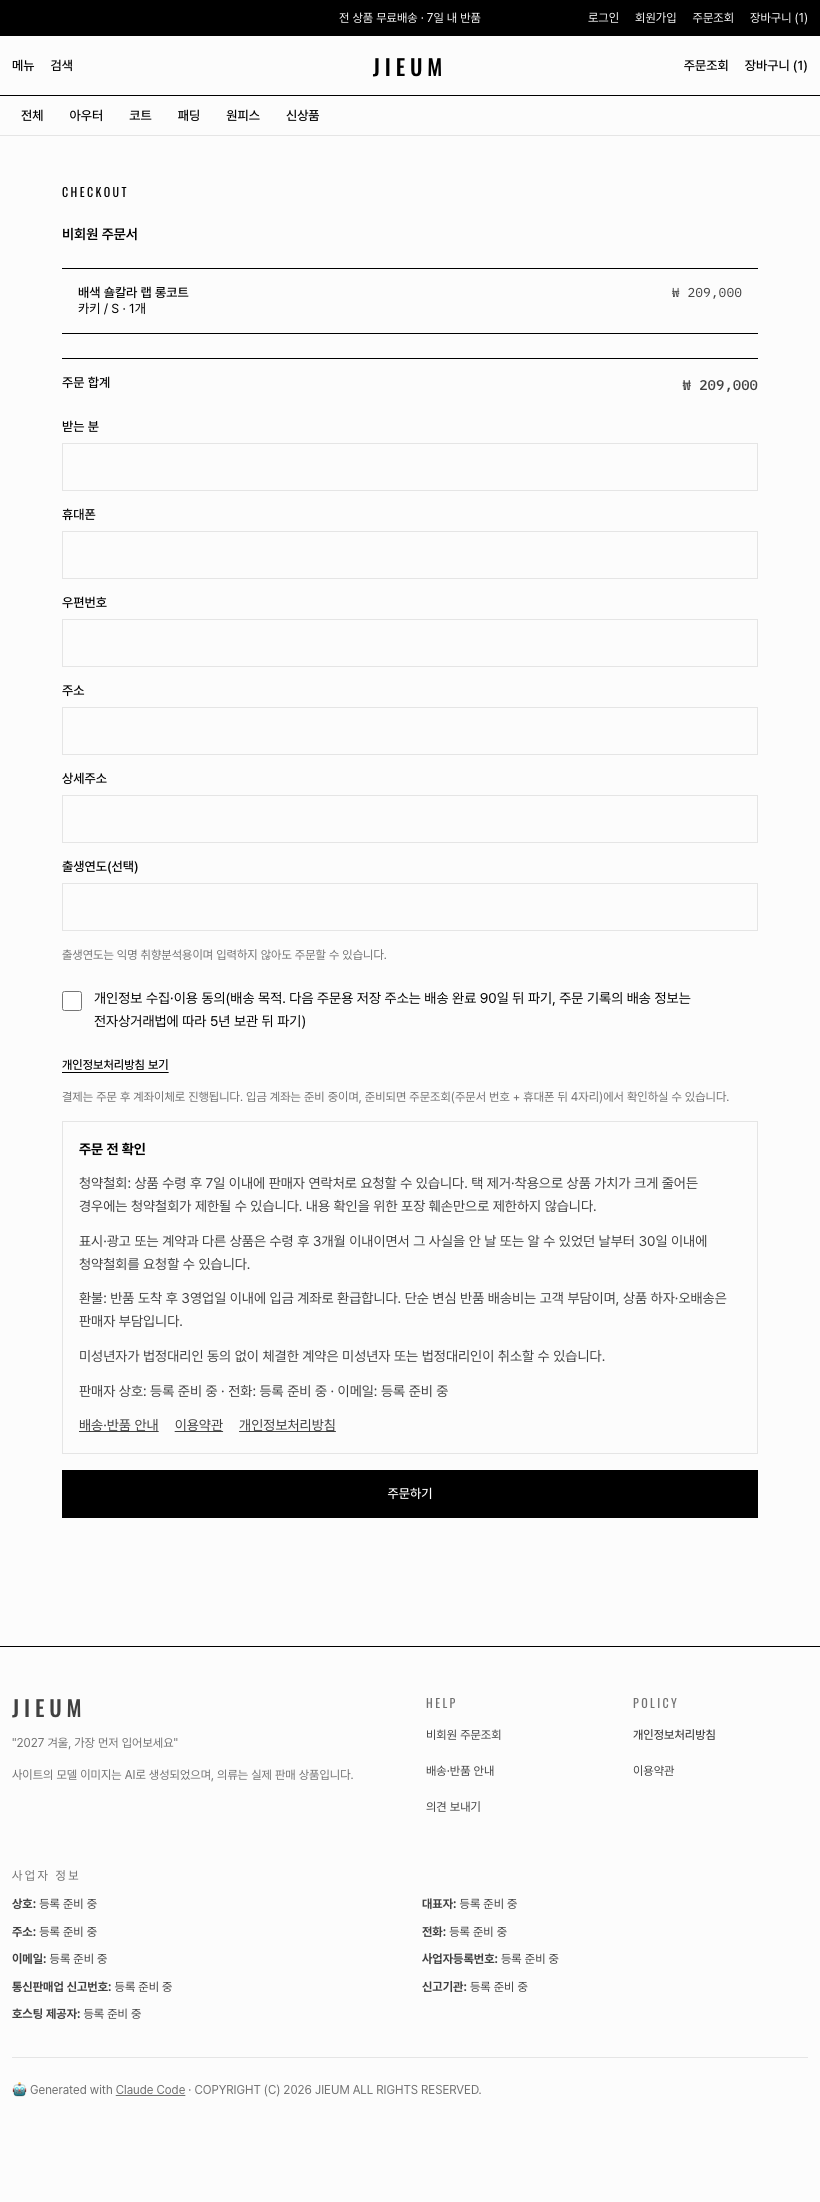 전 상품 무료배송 · 7일 내 반품
로그인 회원가입 주문조회 장바구니 (1)
메뉴 검색
JIEUM
주문조회 장바구니 (1)
전체 아우터 코트 패딩 원피스 신상품
CHECKOUT
비회원 주문서
배색 숄칼라 랩 롱코트
₩ 209,000
카키 / S · 1개
주문 합계
₩ 209,000
받는 분
휴대폰
우편번호
주소
상세주소
출생연도(선택)
출생연도는 익명 취향분석용이며 입력하지 않아도 주문할 수 있습니다.
개인정보 수집·이용 동의(배송 목적. 다음 주문용 저장 주소는 배송 완료 90일 뒤 파기, 주문 기록의 배송 정보는
전자상거래법에 따라 5년 보관 뒤 파기)
개인정보처리방침 보기
결제는 주문 후 계좌이체로 진행됩니다. 입금 계좌는 준비 중이며, 준비되면 주문조회(주문서 번호 + 휴대폰 뒤 4자리)에서 확인하실 수 있습니다.
주문 전 확인
청약철회: 상품 수령 후 7일 이내에 판매자 연락처로 요청할 수 있습니다. 택 제거·착용으로 상품 가치가 크게 줄어든
경우에는 청약철회가 제한될 수 있습니다. 내용 확인을 위한 포장 훼손만으로 제한하지 않습니다.
표시·광고 또는 계약과 다른 상품은 수령 후 3개월 이내이면서 그 사실을 안 날 또는 알 수 있었던 날부터 30일 이내에
청약철회를 요청할 수 있습니다.
환불: 반품 도착 후 3영업일 이내에 입금 계좌로 환급합니다. 단순 변심 반품 배송비는 고객 부담이며, 상품 하자·오배송은
판매자 부담입니다.
미성년자가 법정대리인 동의 없이 체결한 계약은 미성년자 또는 법정대리인이 취소할 수 있습니다.
판매자 상호: 등록 준비 중 · 전화: 등록 준비 중 · 이메일: 등록 준비 중
배송·반품 안내 이용약관 개인정보처리방침
주문하기
JIEUM
"2027 겨울, 가장 먼저 입어보세요"
사이트의 모델 이미지는 AI로 생성되었으며, 의류는 실제 판매 상품입니다.
HELP
비회원 주문조회
배송·반품 안내
의견 보내기
POLICY
개인정보처리방침
이용약관
사업자 정보
상호: 등록 준비 중
대표자: 등록 준비 중
주소: 등록 준비 중
전화: 등록 준비 중
이메일: 등록 준비 중
사업자등록번호: 등록 준비 중
통신판매업 신고번호: 등록 준비 중
신고기관: 등록 준비 중
호스팅 제공자: 등록 준비 중
🤖 Generated with Claude Code · COPYRIGHT (C) 2026 JIEUM ALL RIGHTS RESERVED.